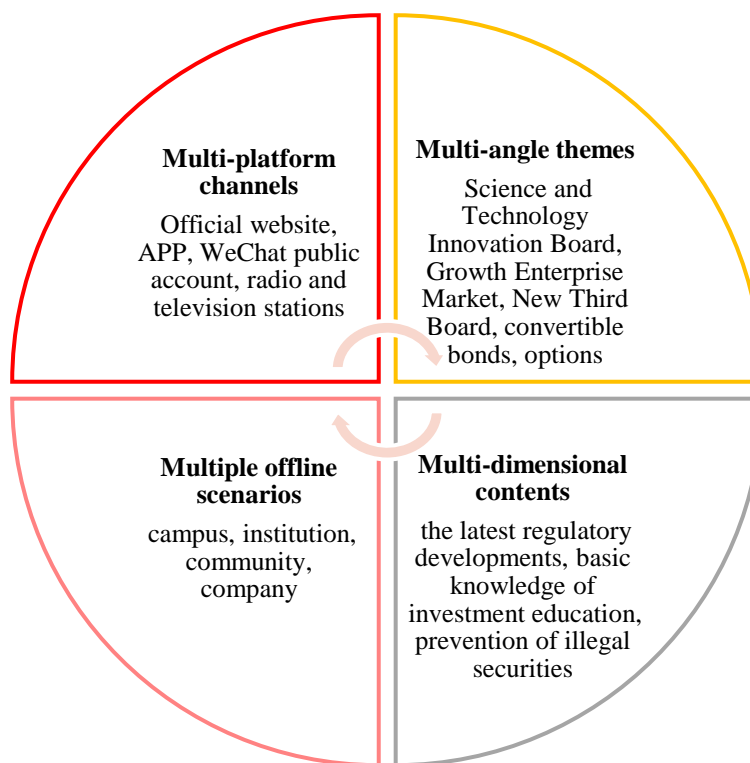 Multi-platform
channels
Official website,
APP, WeChat public
account, radio and
television stations
Multi-angle themes
Science and
Technology
Innovation Board,
Growth Enterprise
Market, New Third
Board, convertible
bonds, options
Multiple offline
scenarios
campus, institution,
community,
company
Multi-dimensional
contents
the latest regulatory
developments, basic
knowledge of
investment education,
prevention of illegal
securities